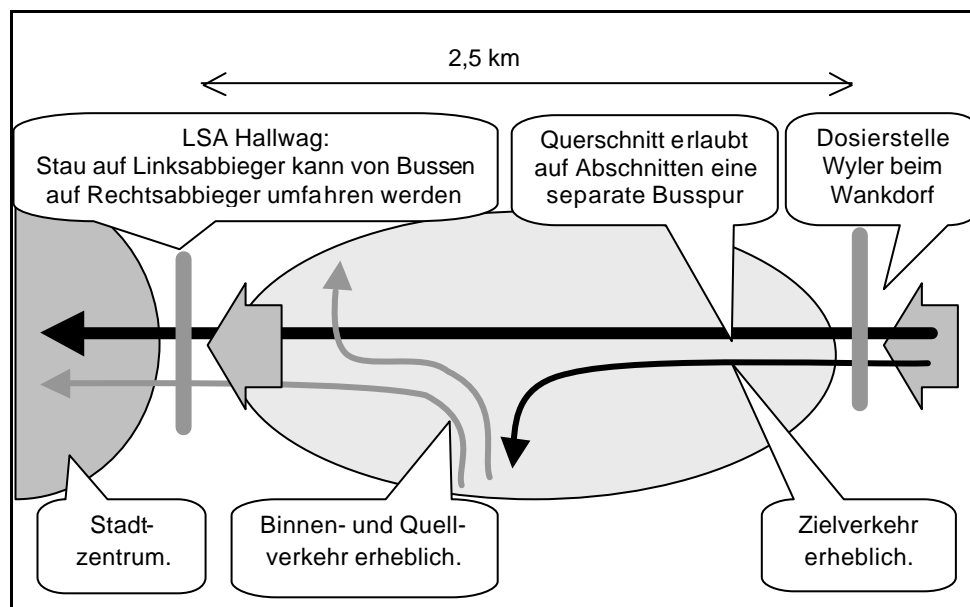 2,5 km
LSA Hallwag:
Stau auf Linksabbieger kann von Bussen
auf Rechtsabbieger umfahren werden
Querschnitt erlaubt
auf Abschnitten eine
separate Busspur
Dosierstelle
Wyler beim
Wankdorf
Stadt-
zentrum.
Binnen- und Quell-
verkehr erheblich.
Zielverkehr
erheblich.